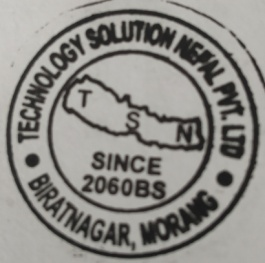 TECHNOLOGY SOLUTION NEPAL PVT. LTD
T S N
SINCE
2060BS
BIRATNAGAR, MORANG